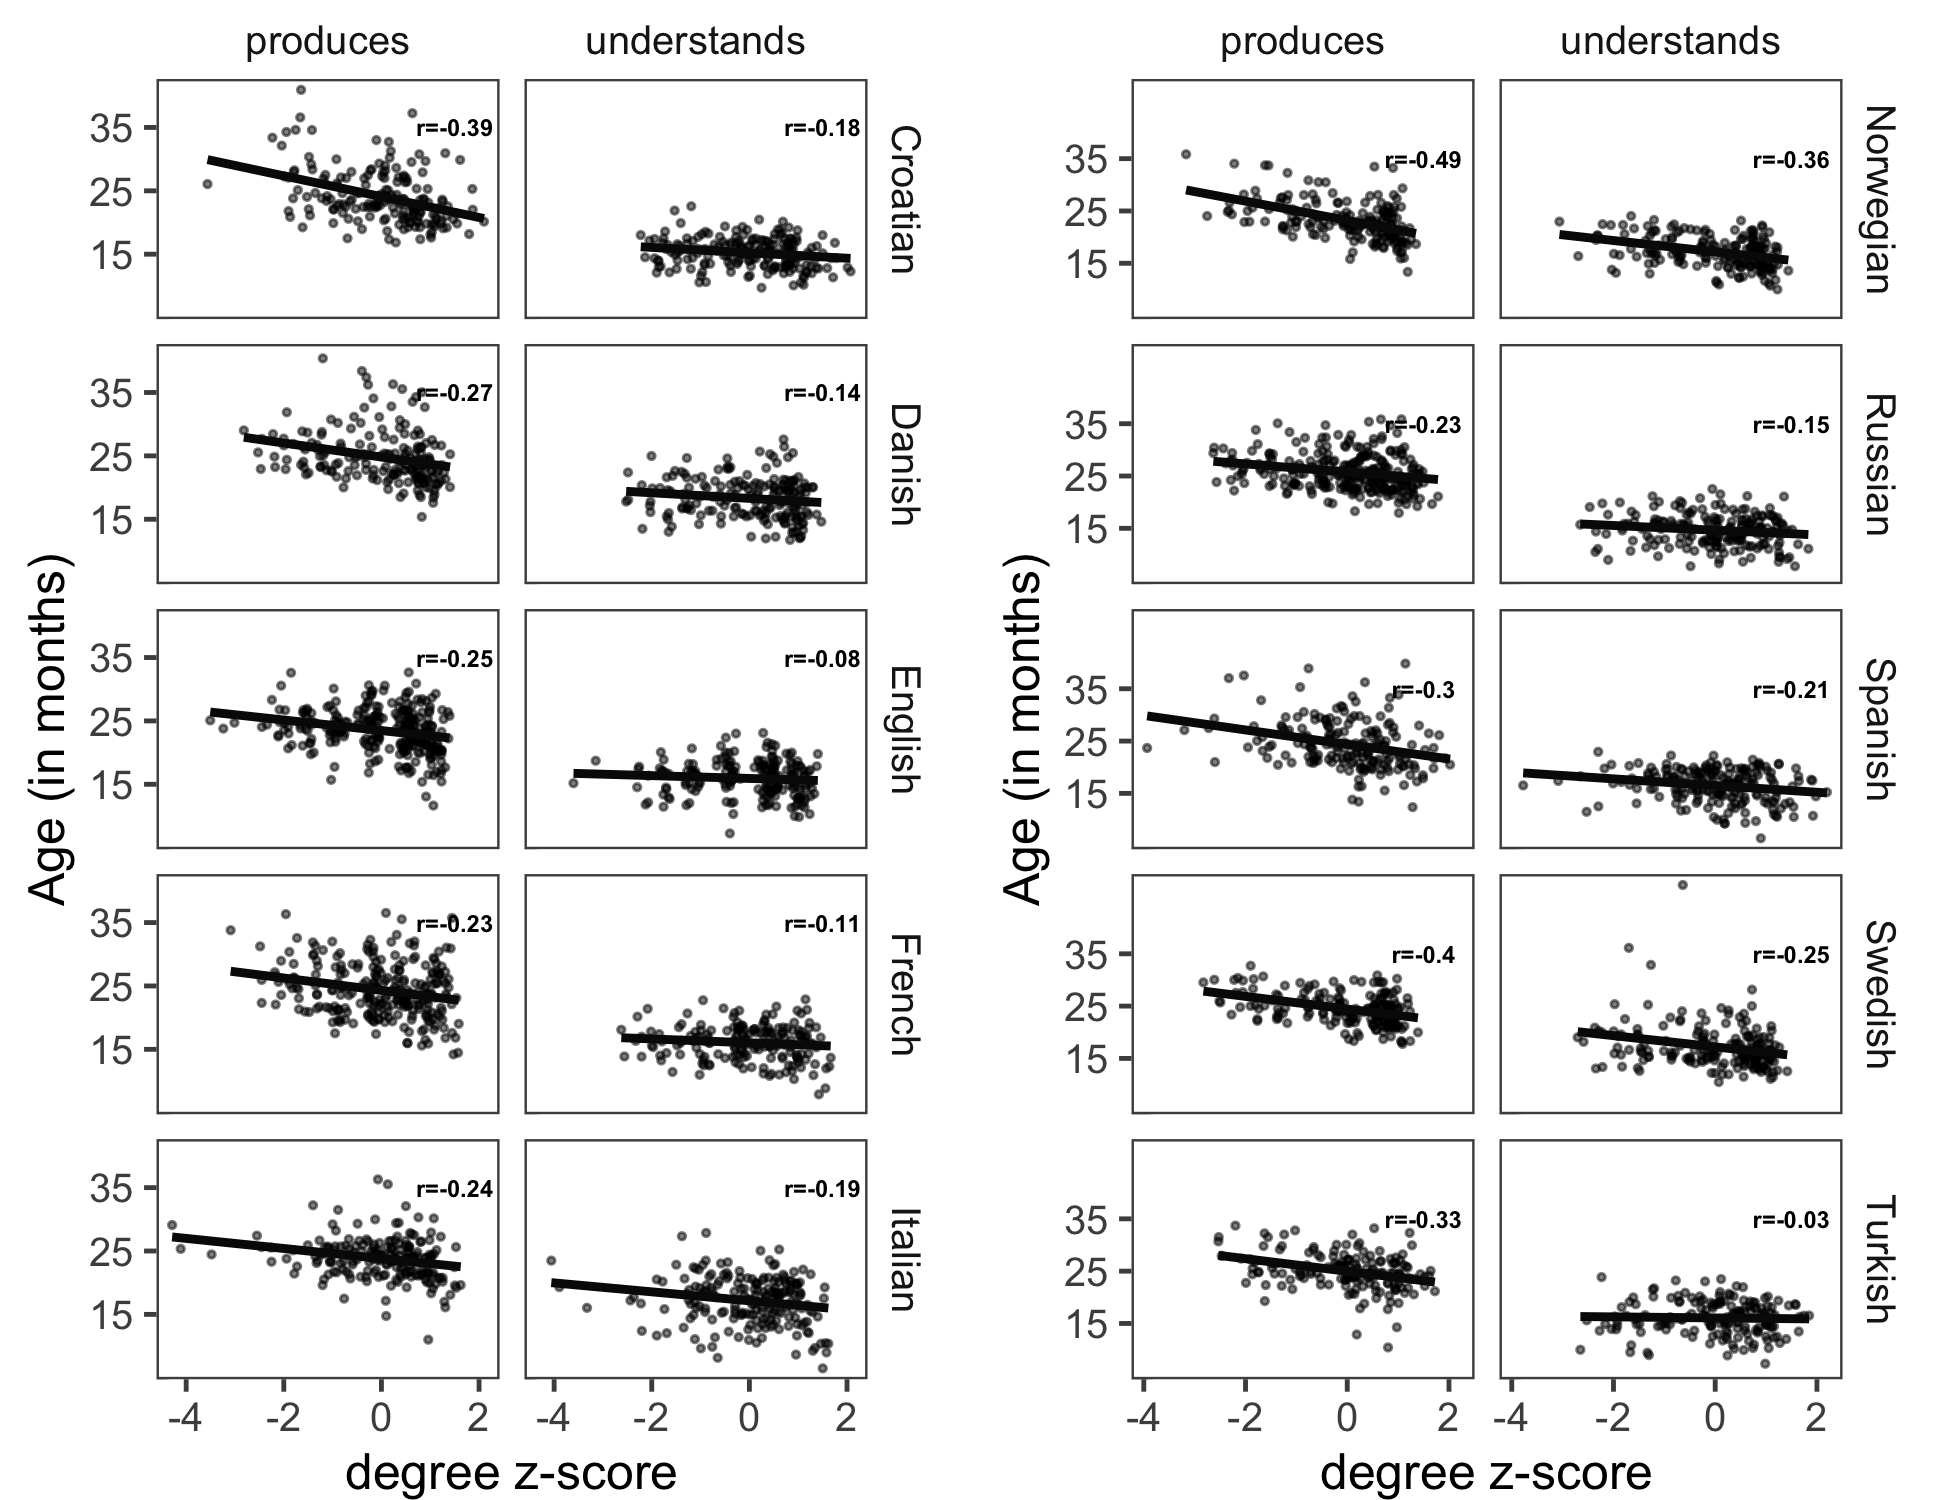 produces
understands
35
25
15
r=-0.39
r=-0.18
Croatian
35
25
15
r=-0.27
r=-0.14
Danish
35
25
15
r=-0.25
r=-0.08
English
35
25
15
r=-0.23
r=-0.11
French
35
25
15
r=-0.24
r=-0.19
Italian
Age (in months)
-4 -2 0 2
-4 -2 0 2
degree z-score
produces
understands
35
25
15
r=-0.49
r=-0.36
Norwegian
35
25
15
r=-0.23
r=-0.15
Russian
35
25
15
r=-0.3
r=-0.21
Spanish
35
25
15
r=-0.4
r=-0.25
Swedish
35
25
15
r=-0.33
r=-0.03
Turkish
Age (in months)
-4 -2 0 2
-4 -2 0 2
degree z-score